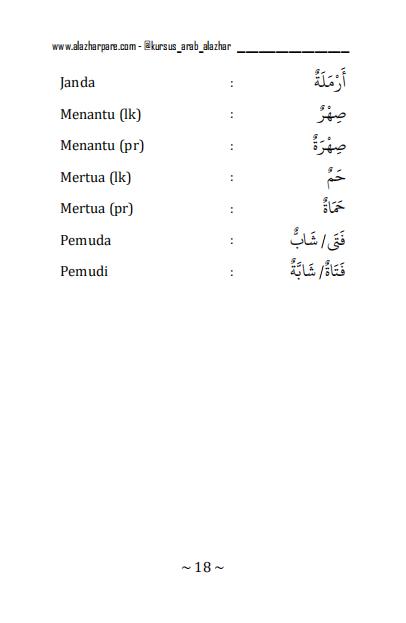 www.alazharpare.com - @kursus_arab_alazhar _______________
Janda : أَرْمَلَةٌ
Menantu (lk) : صِهْرٌ
Menantu (pr) : صِهْرَةٌ
Mertua (lk) : حَمٌ
Mertua (pr) : حَمَاةٌ
Pemuda : فَتَى/ شَابٌّ
Pemudi : فَتَاةٌ/ شَابَّةٌ
~ 18 ~